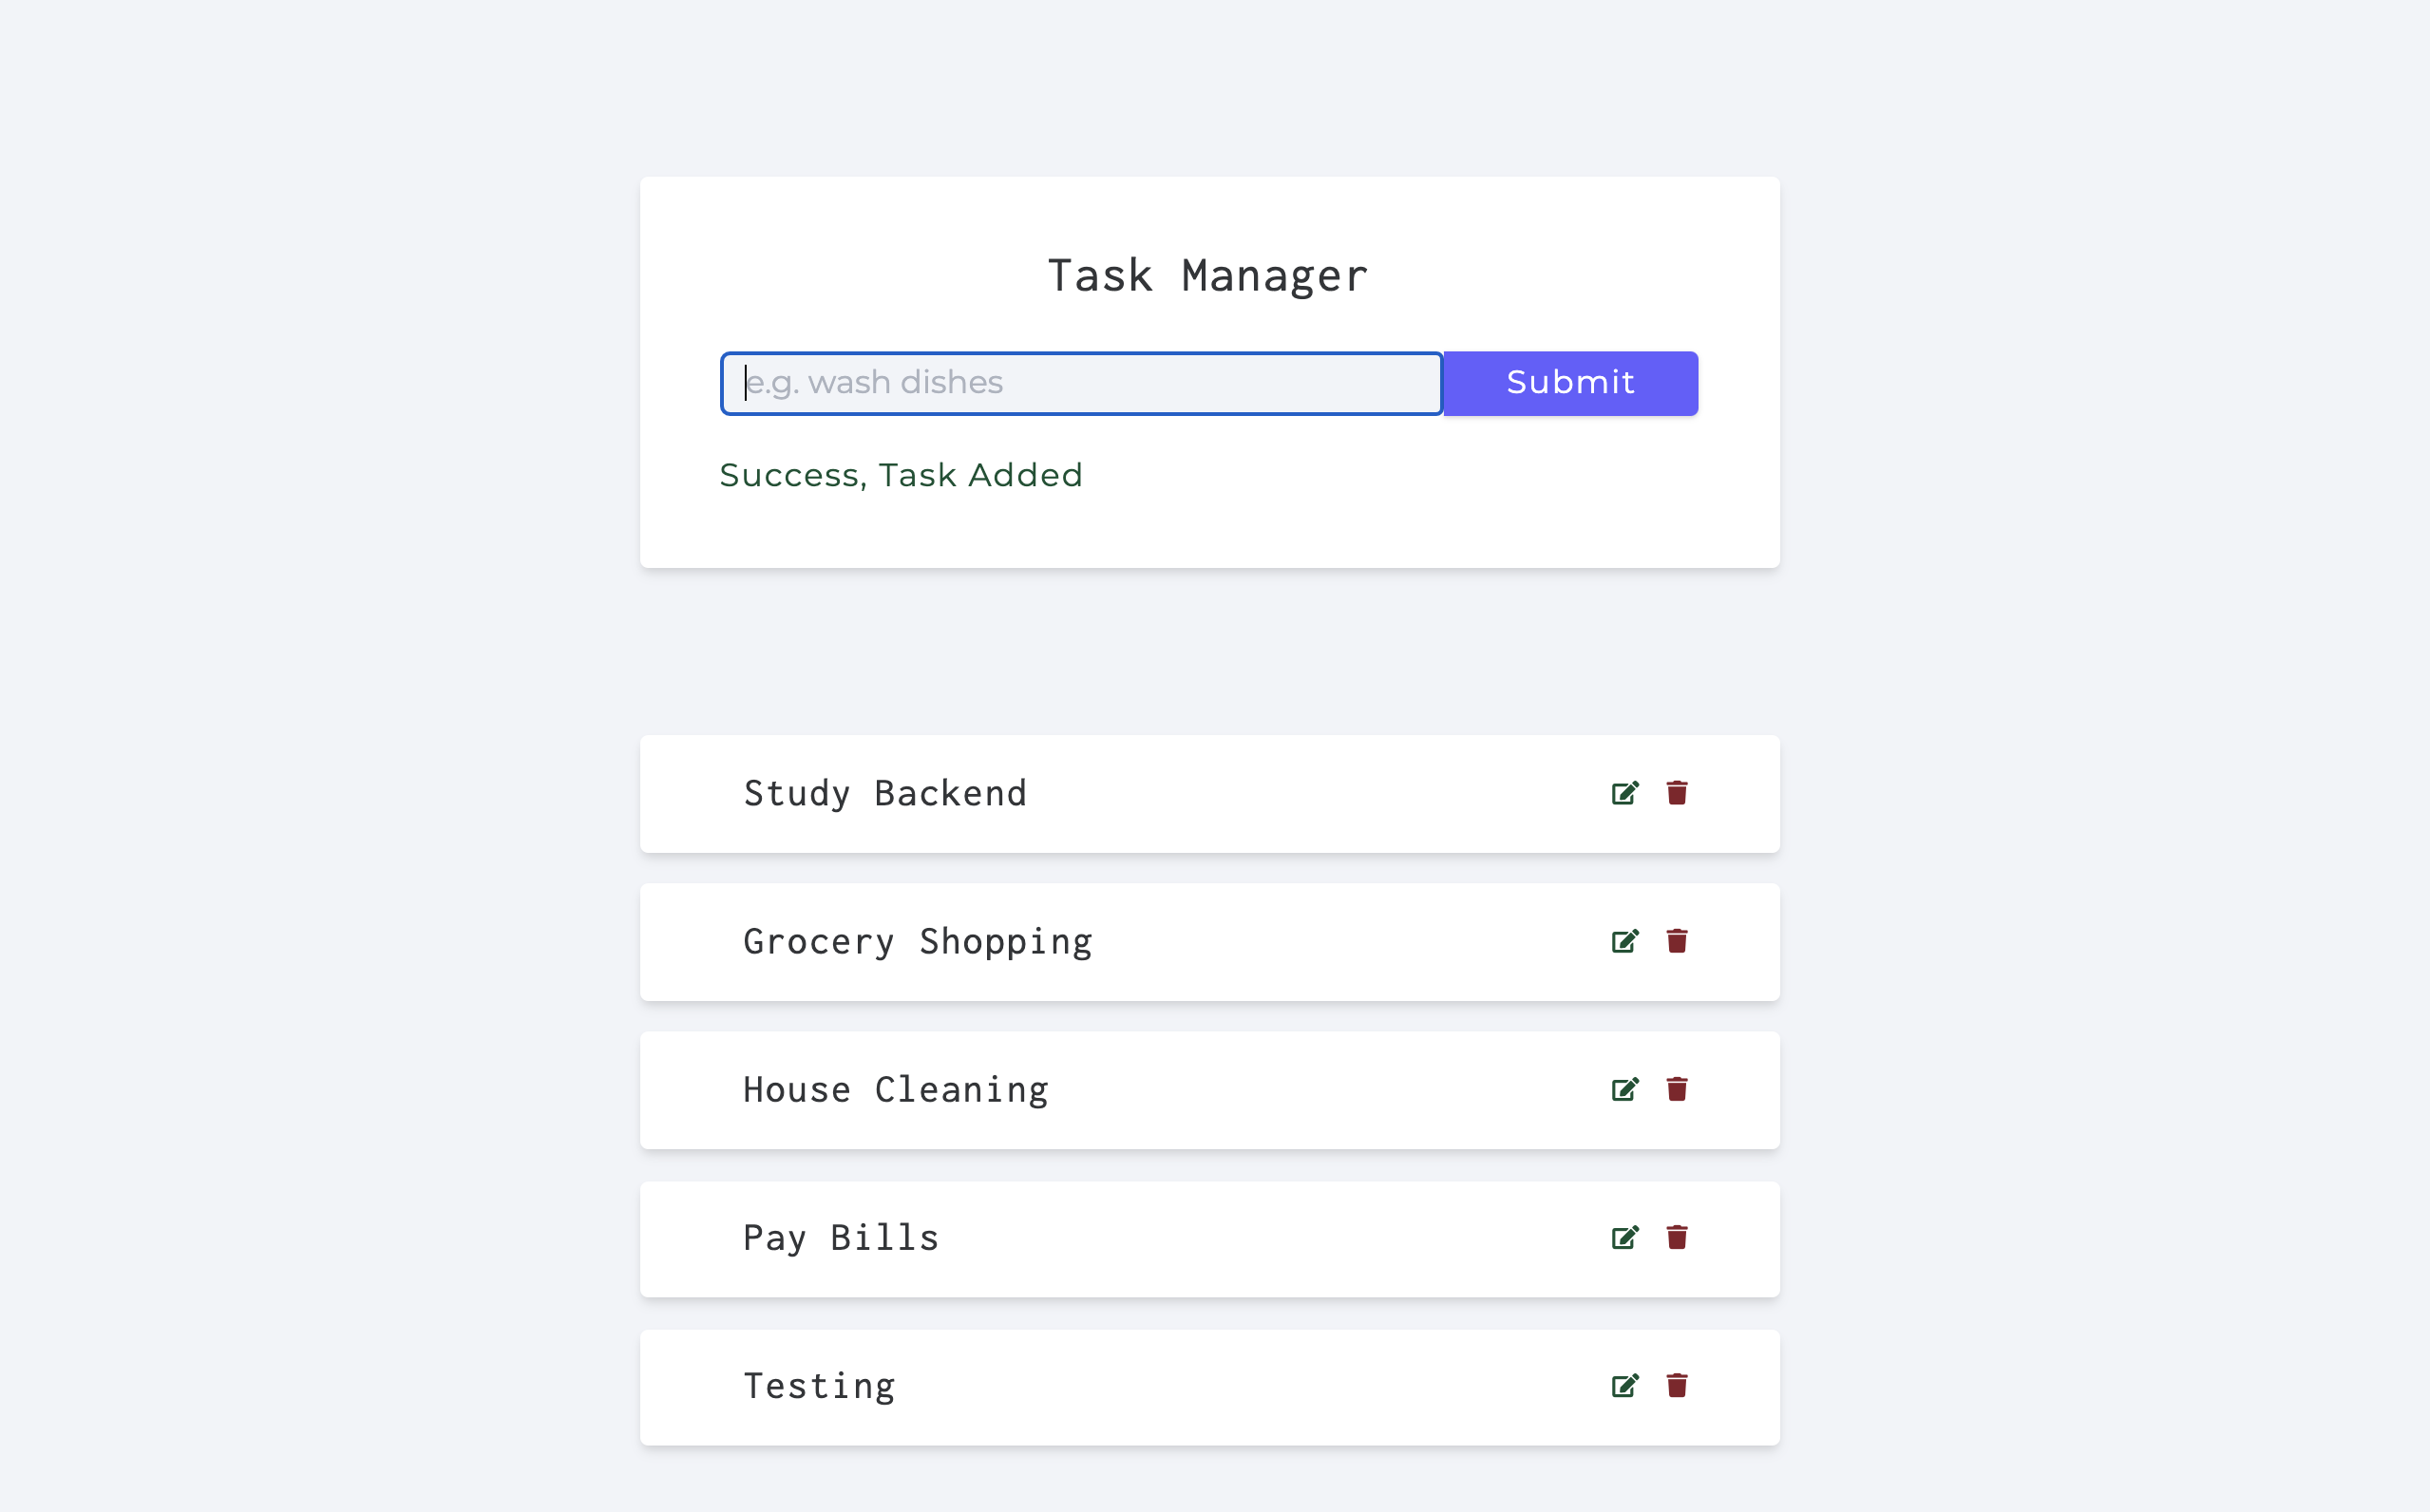 Task Manager
e.g. wash dishes
Submit
Success, Task Added
Study Backend
Grocery Shopping
House Cleaning
Pay Bills
Testing